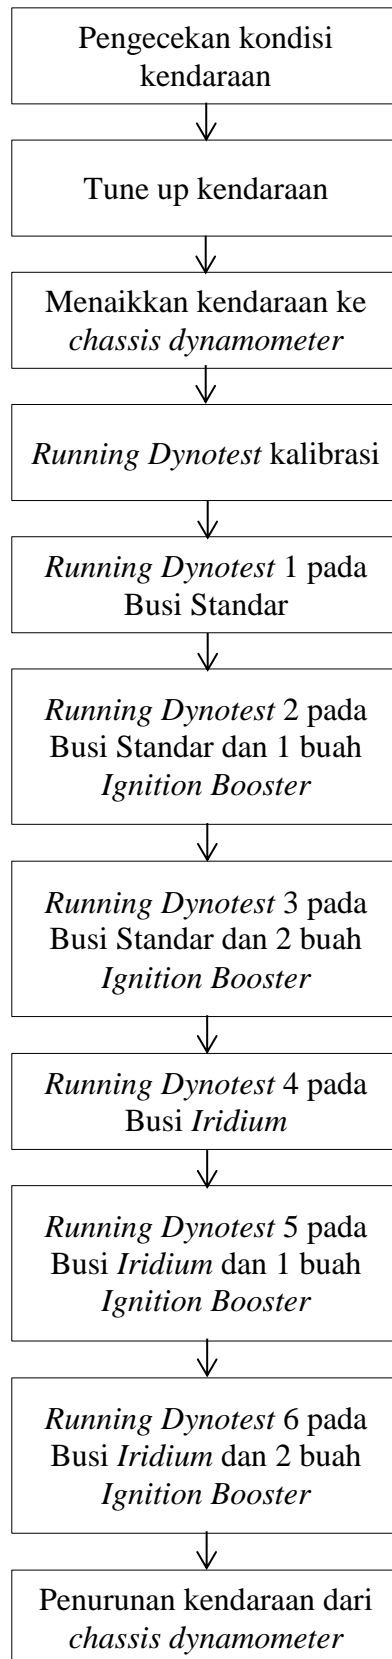 Pengecekan kondisi
kendaraan
Tune up kendaraan
Menaikkan kendaraan ke
chassis dynamometer
Running Dynotest kalibrasi
Running Dynotest 1 pada
Busi Standar
Running Dynotest 2 pada
Busi Standar dan 1 buah
Ignition Booster
Running Dynotest 3 pada
Busi Standar dan 2 buah
Ignition Booster
Running Dynotest 4 pada
Busi Iridium
Running Dynotest 5 pada
Busi Iridium dan 1 buah
Ignition Booster
Running Dynotest 6 pada
Busi Iridium dan 2 buah
Ignition Booster
Penurunan kendaraan dari
chassis dynamometer